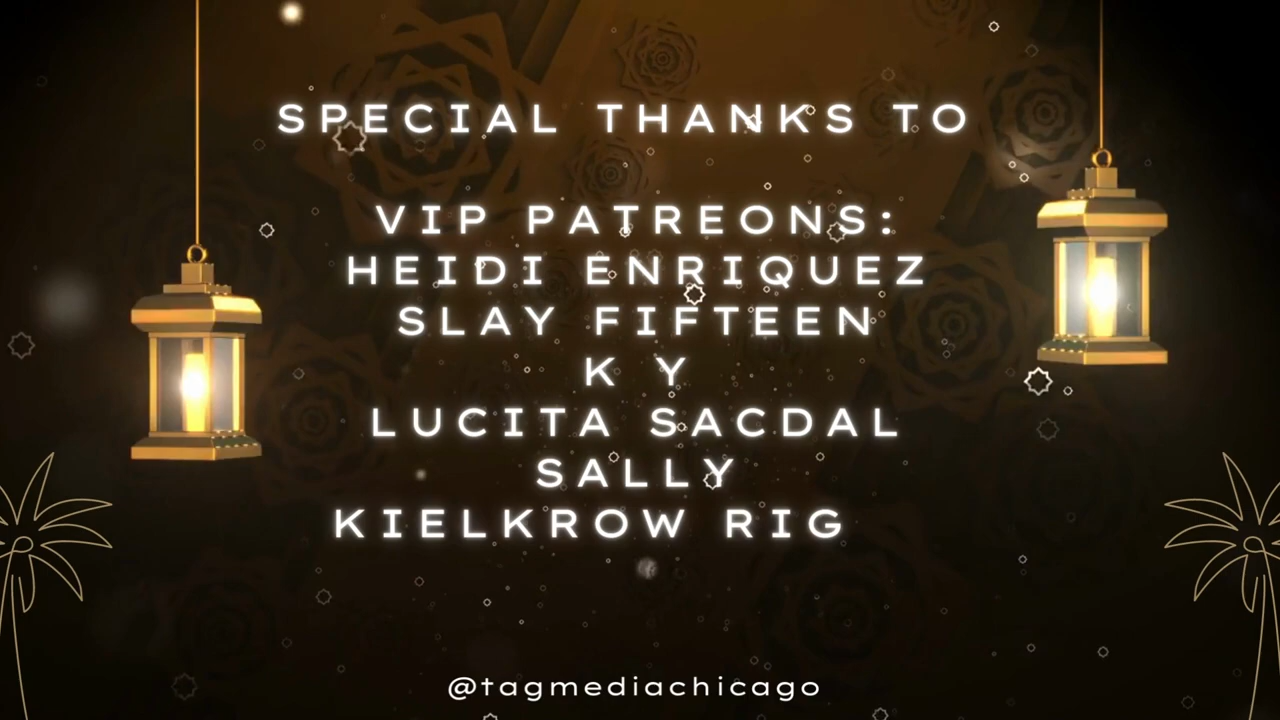 SPECIAL THANKS TO
VIP PATREONS:
HEIDI ENRIQUEZ
SLAY FIFTEEN
K Y
LUCITA SACDAL
SALLY
KIELKROW RIG
@tagmediachicago